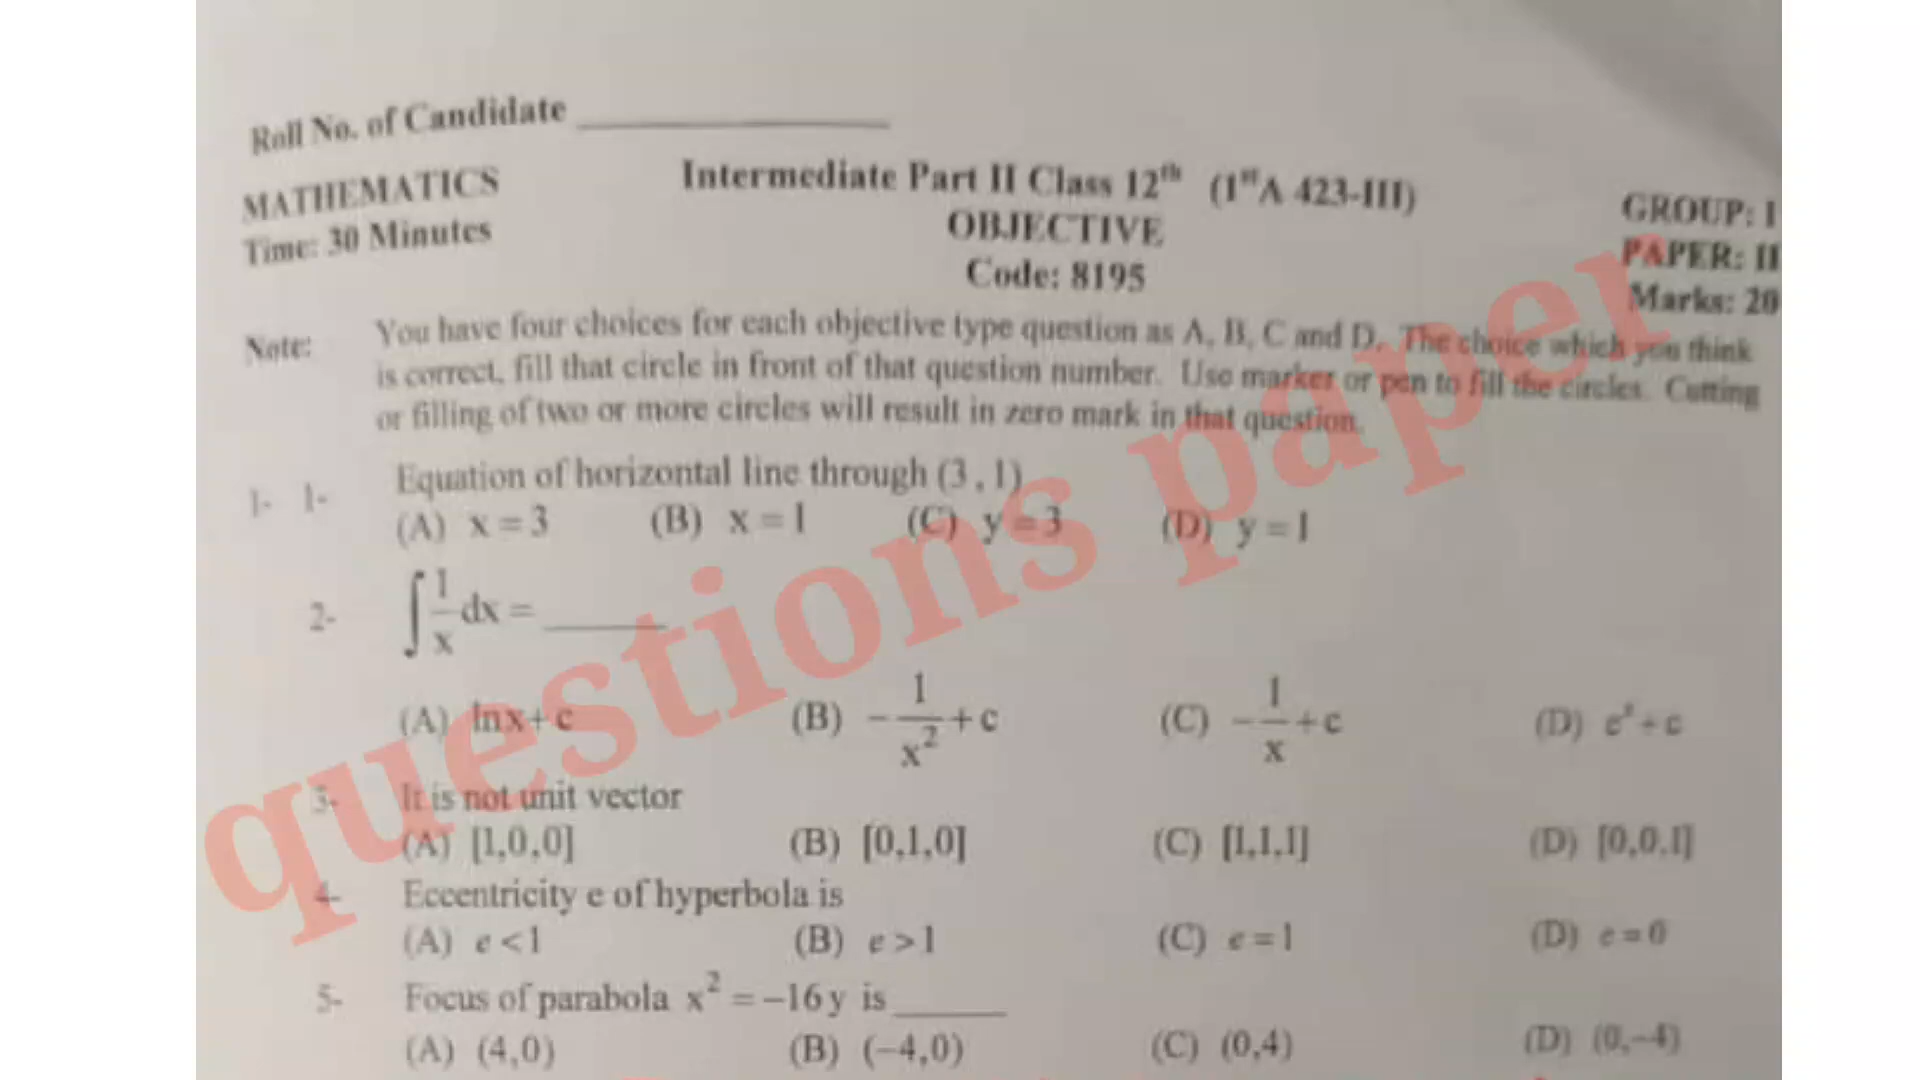 Roll No. of Candidate ____________
MATHEMATICS
Intermediate Part II Class 12th (1stA 423-III)
GROUP: I
Time: 30 Minutes
OBJECTIVE
PAPER: II
Code: 8195
Marks: 20
Note: You have four choices for each objective type question as A, B, C and D. The choice which you think
is correct, fill that circle in front of that question number. Use marker or pen to fill the circles. Cutting
or filling of two or more circles will result in zero mark in that question.
1- 1- Equation of horizontal line through (3 , 1)
(A) x = 3 (B) x = 1 (C) y = 3 (D) y = 1
2- ∫ 1/x dx = ______
(A) lnx + c (B) −1/x² + c (C) −1/x + c (D) eˣ + c
3- It is not unit vector
(A) [1,0,0] (B) [0,1,0] (C) [1,1,1] (D) [0,0,1]
4- Eccentricity e of hyperbola is
(A) e < 1 (B) e > 1 (C) e = 1 (D) e = 0
5- Focus of parabola x² = −16y is ______
(A) (4,0) (B) (−4,0) (C) (0,4) (D) (0,−4)
questions paper